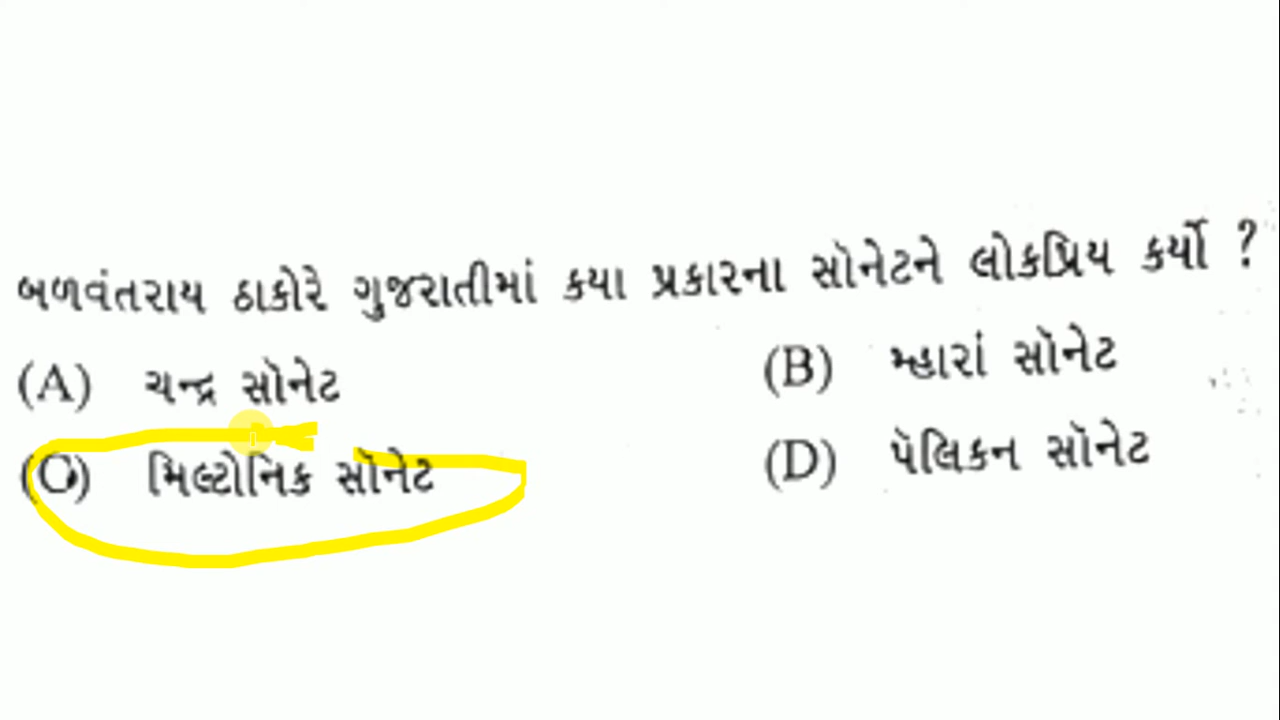 બળવંતરાય ઠાકોરે ગુજરાતીમાં કયા પ્રકારના સૉનેટને લોકપ્રિય કર્યો ?
(A) ચન્દ્ર સૉનેટ (B) મ્હારાં સૉનેટ
(C) મિલ્ટોનિક સૉનેટ (D) પૅલિકન સૉનેટ